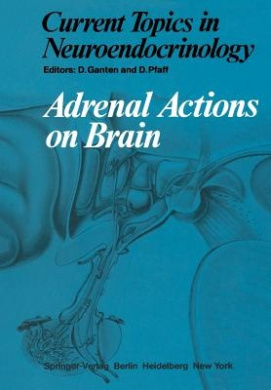 Current Topics in
Neuroendocrinology
Editors: D. Ganten and D. Pfaff
Adrenal Actions
on Brain
Springer-Verlag Berlin Heidelberg New York